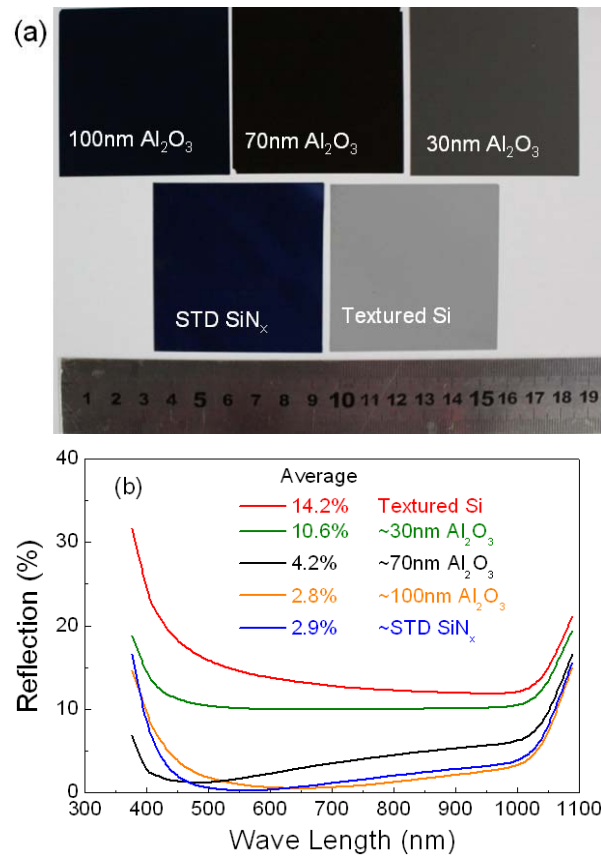 (a)
100nm Al₂O₃ 70nm Al₂O₃ 30nm Al₂O₃
STD SiNₓ Textured Si
1 2 3 4 5 6 7 8 9 10 11 12 13 14 15 16 17 18 19
40
30
20
10
0
Reflection (%)
(b)
Average
14.2% Textured Si
10.6% ~30nm Al₂O₃
4.2% ~70nm Al₂O₃
2.8% ~100nm Al₂O₃
2.9% ~STD SiNₓ
300 400 500 600 700 800 900 1000 1100
Wave Length (nm)